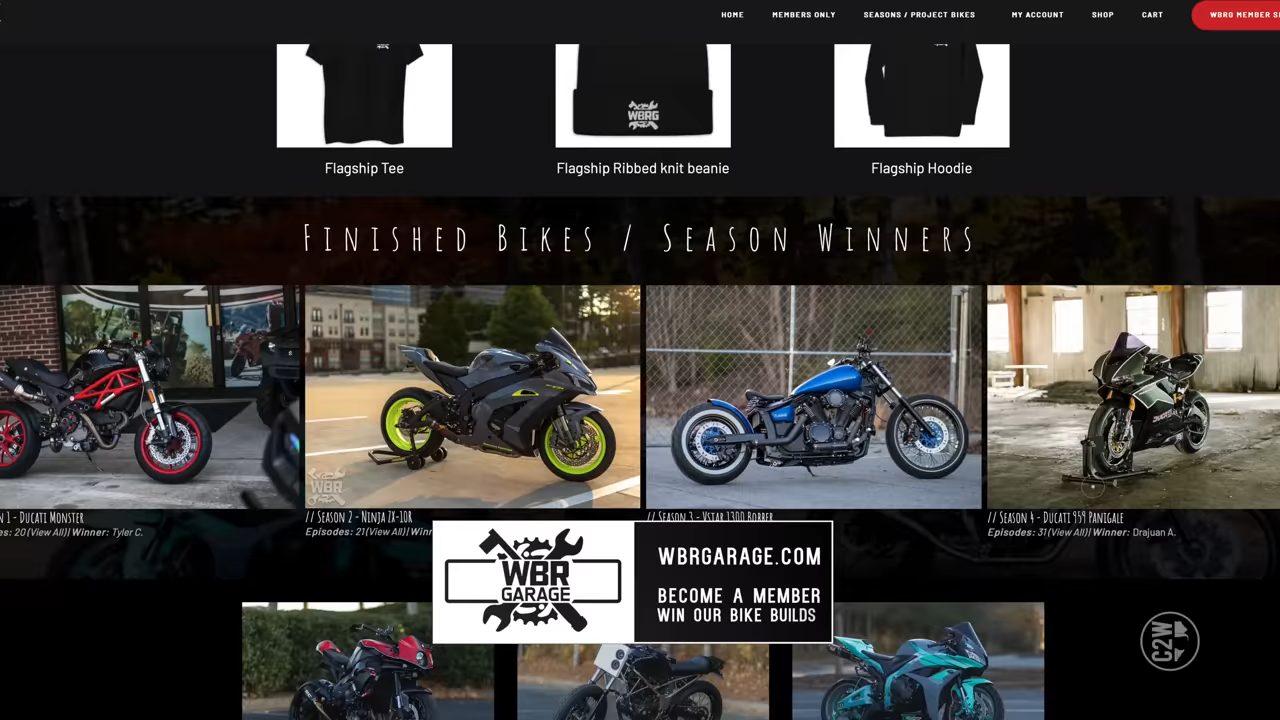 HOME MEMBERS ONLY SEASONS / PROJECT BIKES MY ACCOUNT SHOP CART WBRG MEMBER
WBRG
Flagship Tee Flagship Ribbed knit beanie Flagship Hoodie
Finished Bikes / Season Winners
1 - Ducati Monster
20 (View All) | Winner: Tyler C.
// Season 2 - Ninja ZX-10R
Episodes: 21 (View All) |
// Season 3 - Vstar 1300 Bobber
// Season 4 - Ducati 959 Panigale
Episodes: 31 (View All) | Winner: Drajuan A.
WBR
GARAGE
WBRGARAGE.COM
BECOME A MEMBER
WIN OUR BIKE BUILDS
WBR
C2W